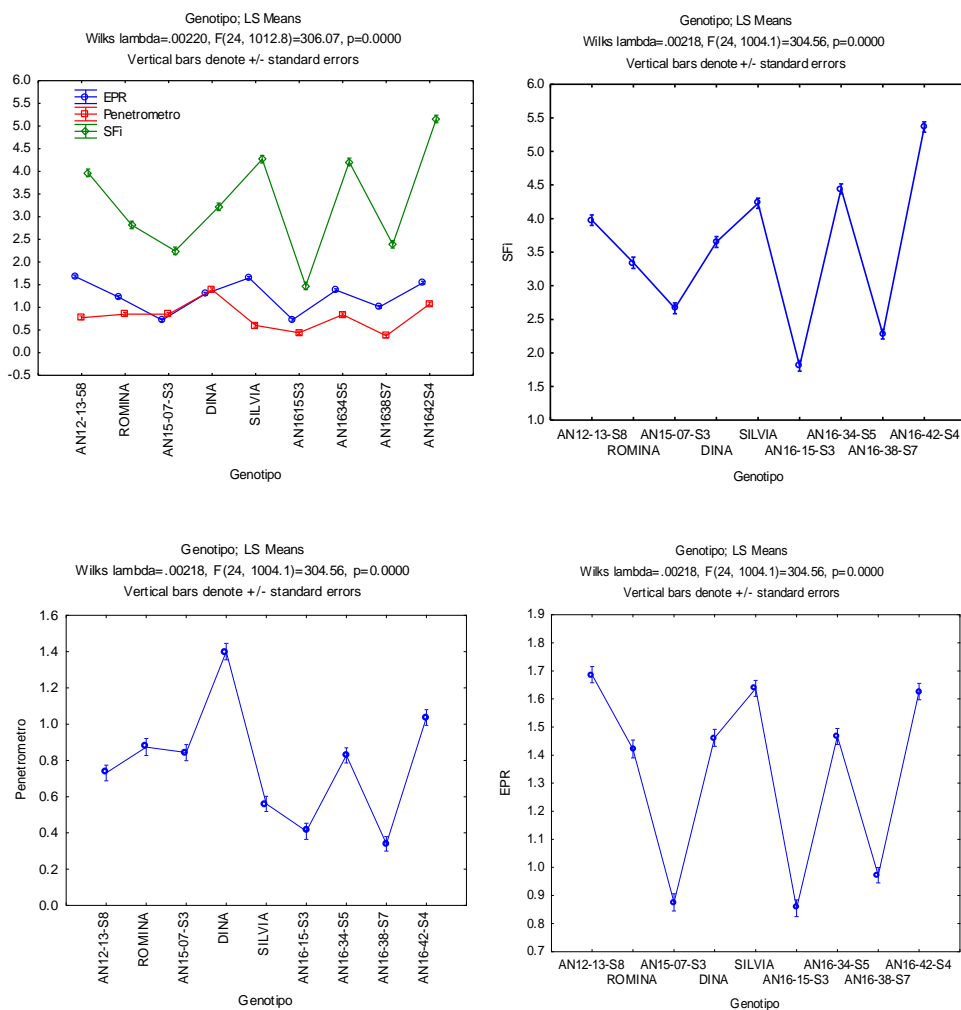 Genotipo; LS Means
Wilks lambda=.00220, F(24, 1012.8)=306.07, p=0.0000
Vertical bars denote +/- standard errors
6.0
5.5
5.0
4.5
4.0
3.5
3.0
2.5
2.0
1.5
1.0
0.5
0.0
-0.5
EPR
Penetrometro
SFi
AN12-13-58
ROMINA
AN15-07-S3
DINA
SILVIA
AN1615S3
AN1634S5
AN1638S7
AN1642S4
Genotipo
Genotipo; LS Means
Wilks lambda=.00218, F(24, 1004.1)=304.56, p=0.0000
Vertical bars denote +/- standard errors
SFi
6.0
5.5
5.0
4.5
4.0
3.5
3.0
2.5
2.0
1.5
1.0
AN12-13-S8 AN15-07-S3 SILVIA AN16-34-S5 AN16-42-S4
ROMINA DINA AN16-15-S3 AN16-38-S7
Genotipo
Genotipo; LS Means
Wilks lambda=.00218, F(24, 1004.1)=304.56, p=0.0000
Vertical bars denote +/- standard errors
Penetrometro
1.6
1.4
1.2
1.0
0.8
0.6
0.4
0.2
0.0
AN12-13-S8
ROMINA
AN15-07-S3
DINA
SILVIA
AN16-15-S3
AN16-34-S5
AN16-38-S7
AN16-42-S4
Genotipo
Genotipo; LS Means
Wilks lambda=.00218, F(24, 1004.1)=304.56, p=0.0000
Vertical bars denote +/- standard errors
EPR
1.9
1.8
1.7
1.6
1.5
1.4
1.3
1.2
1.1
1.0
0.9
0.8
0.7
AN12-13-S8 AN15-07-S3 SILVIA AN16-34-S5 AN16-42-S4
ROMINA DINA AN16-15-S3 AN16-38-S7
Genotipo